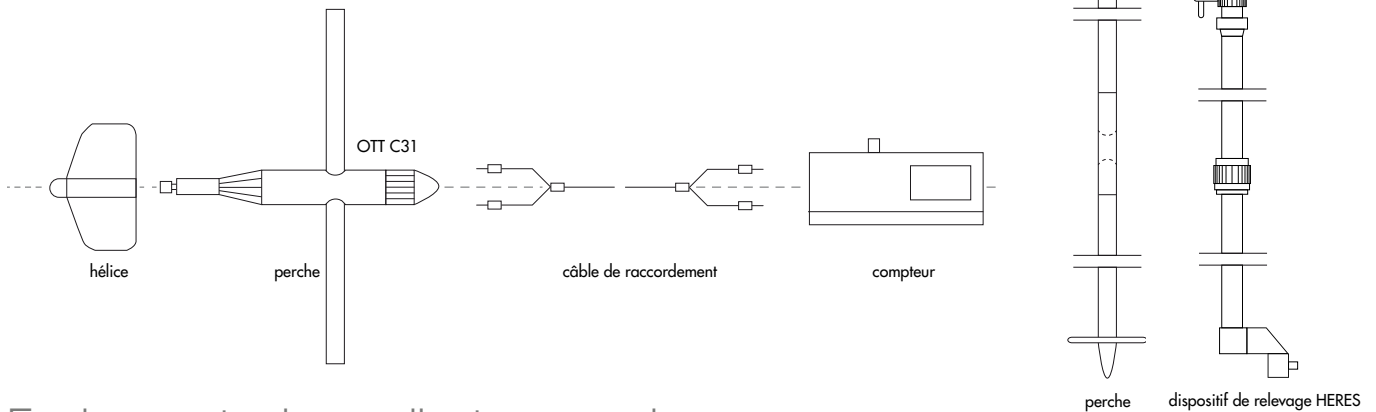 OTT C31
hélice
perche
câble de raccordement
compteur
perche
dispositif de relevage HERES